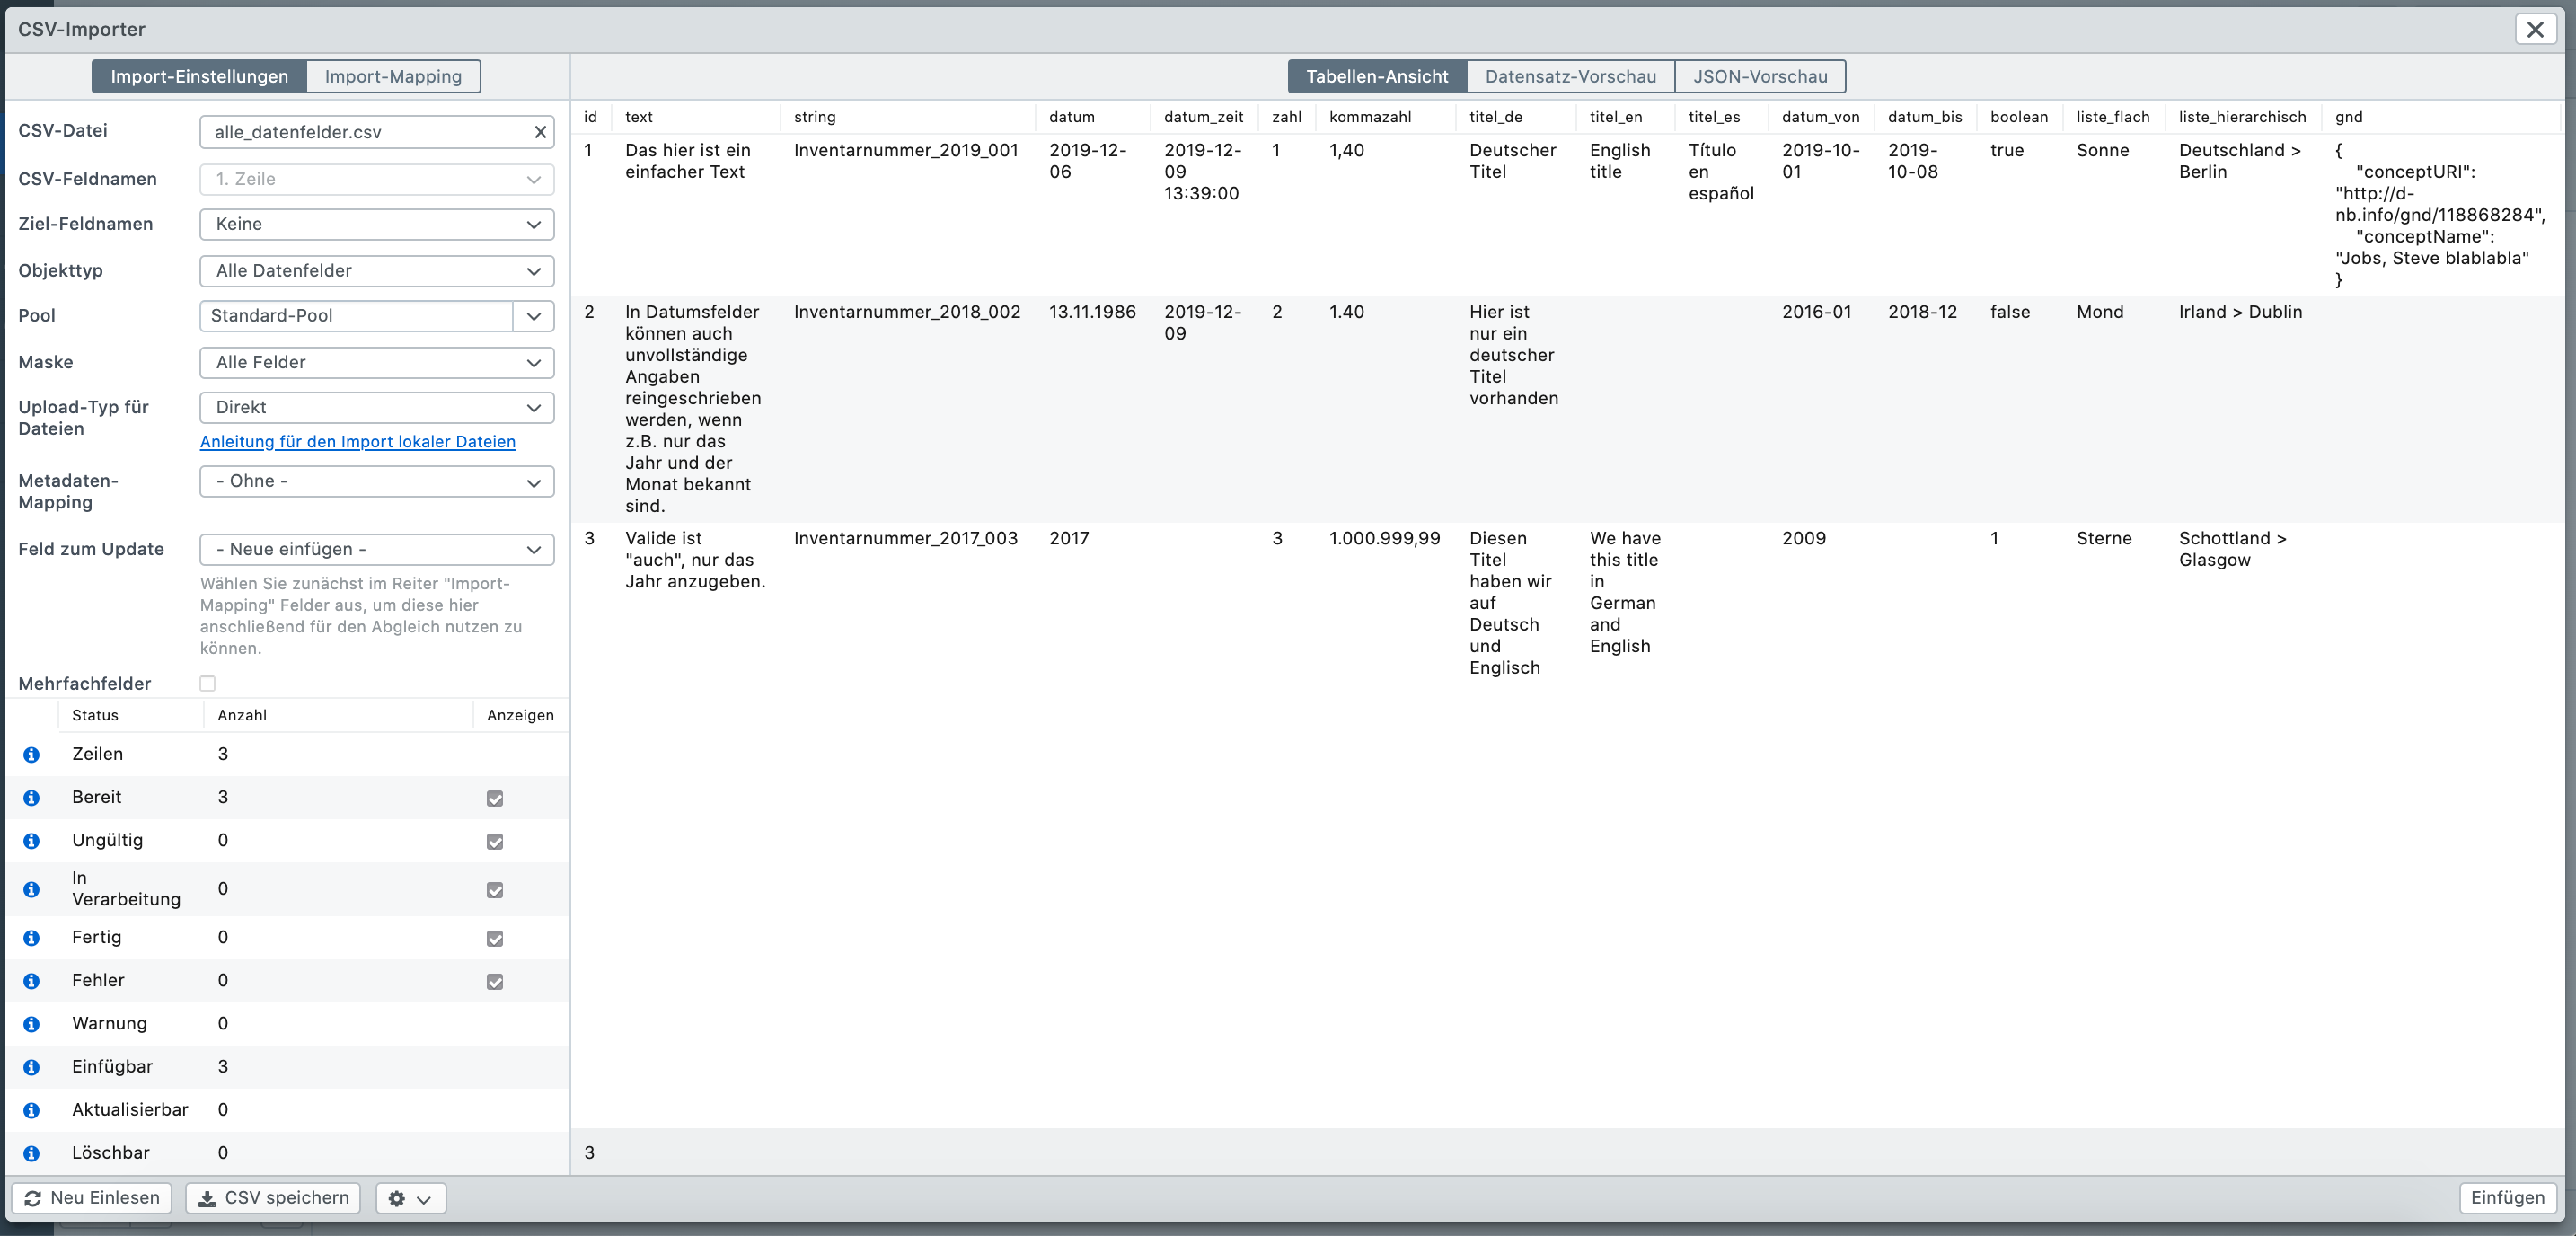 CSV-Importer
Import-Einstellungen
Import-Mapping
CSV-Datei
alle_datenfelder.csv
CSV-Feldnamen
1. Zeile
Ziel-Feldnamen
Keine
Objekttyp
Alle Datenfelder
Pool
Standard-Pool
Maske
Alle Felder
Upload-Typ für
Dateien
Direkt
Anleitung für den Import lokaler Dateien
Metadaten-
Mapping
- Ohne -
Feld zum Update
- Neue einfügen -
Wählen Sie zunächst im Reiter "Import-
Mapping" Felder aus, um diese hier
anschließend für den Abgleich nutzen zu
können.
Mehrfachfelder
Status Anzahl Anzeigen
Zeilen 3
Bereit 3
Ungültig 0
In
Verarbeitung 0
Fertig 0
Fehler 0
Warnung 0
Einfügbar 3
Aktualisierbar 0
Löschbar 0
Tabellen-Ansicht
Datensatz-Vorschau
JSON-Vorschau
id text string datum datum_zeit zahl kommazahl titel_de titel_en titel_es datum_von datum_bis boolean liste_flach liste_hierarchisch gnd
1
Das hier ist ein
einfacher Text
Inventarnummer_2019_001
2019-12-
06
2019-12-
09
13:39:00
1
1,40
Deutscher
Titel
English
title
Título
en
español
2019-10-
01
2019-
10-08
true
Sonne
Deutschland >
Berlin
{
"conceptURI":
"http://d-
nb.info/gnd/118868284",
"conceptName":
"Jobs, Steve blablabla"
}
2
In Datumsfelder
können auch
unvollständige
Angaben
reingeschrieben
werden, wenn
z.B. nur das
Jahr und der
Monat bekannt
sind.
Inventarnummer_2018_002
13.11.1986
2019-12-
09
2
1.40
Hier ist
nur ein
deutscher
Titel
vorhanden
2016-01
2018-12
false
Mond
Irland > Dublin
3
Valide ist
"auch", nur das
Jahr anzugeben.
Inventarnummer_2017_003
2017
3
1.000.999,99
Diesen
Titel
haben wir
auf
Deutsch
und
Englisch
We have
this title
in
German
and
English
2009
1
Sterne
Schottland >
Glasgow
3
Neu Einlesen
CSV speichern
Einfügen